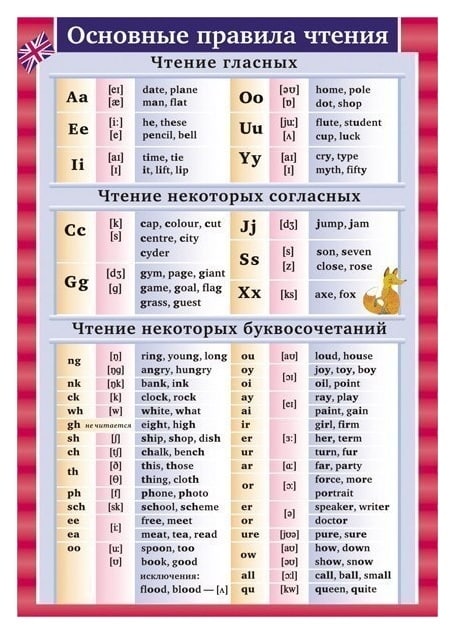 Основные правила чтения
Чтение гласных
Aa [eɪ] date, plane
[æ] man, flat
Ee [i:] he, these
[e] pencil, bell
Ii [aɪ] time, tie
[ɪ] it, lift, lip
Oo [əʊ] home, pole
[ɒ] dot, shop
Uu [ju:] flute, student
[ʌ] cup, luck
Yy [aɪ] cry, type
[ɪ] myth, fifty
Чтение некоторых согласных
Cc [k] cap, colour, cut
[s] centre, city
cyder
Gg [dʒ] gym, page, giant
[g] game, goal, flag
grass, guest
Jj [dʒ] jump, jam
Ss [s] son, seven
[z] close, rose
Xx [ks] axe, fox
Чтение некоторых буквосочетаний
ng [ŋ] ring, young, long
[ŋg] angry, hungry
nk [ŋk] bank, ink
ck [k] clock, rock
wh [w] white, what
gh не читается eight, high
sh [ʃ] ship, shop, dish
ch [tʃ] chalk, bench
th [ð] this, those
[θ] thing, cloth
ph [f] phone, photo
sch [sk] school, scheme
ee [i:] free, meet
ea meat, tea, read
oo [u:] spoon, too
[ʊ] book, good
исключения:
flood, blood — [ʌ]
ou [aʊ] loud, house
oy [ɔɪ] joy, toy, boy
oi oil, point
ay [eɪ] ray, play
ai paint, gain
ir [ɜ:] girl, firm
er her, term
ur turn, fur
ar [ɑ:] far, party
or [ɔ:] force, more
portrait
er [ə] speaker, writer
or doctor
ure [jʊə] pure, sure
ow [aʊ] how, down
[əʊ] show, snow
all [ɔ:l] call, ball, small
qu [kw] queen, quite